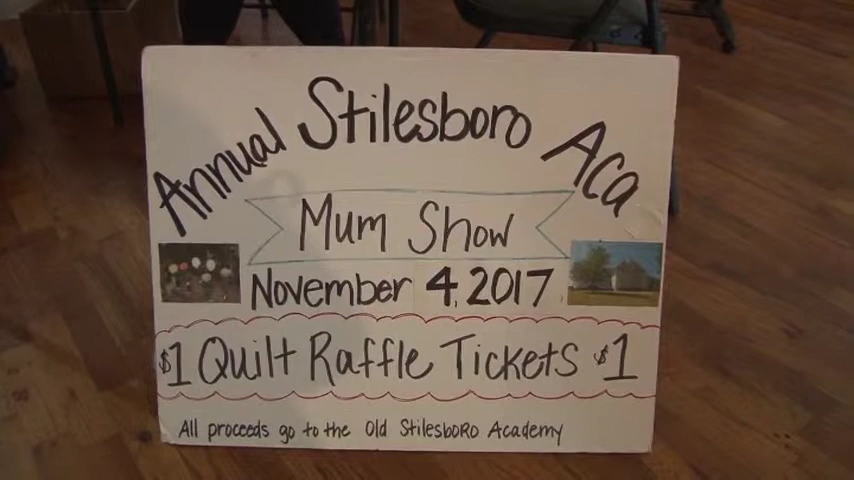 Annual Stilesboro Aca
Mum Show
November 4, 2017
$1 Quilt Raffle Tickets $1
All proceeds go to the Old StilesboRo Academy